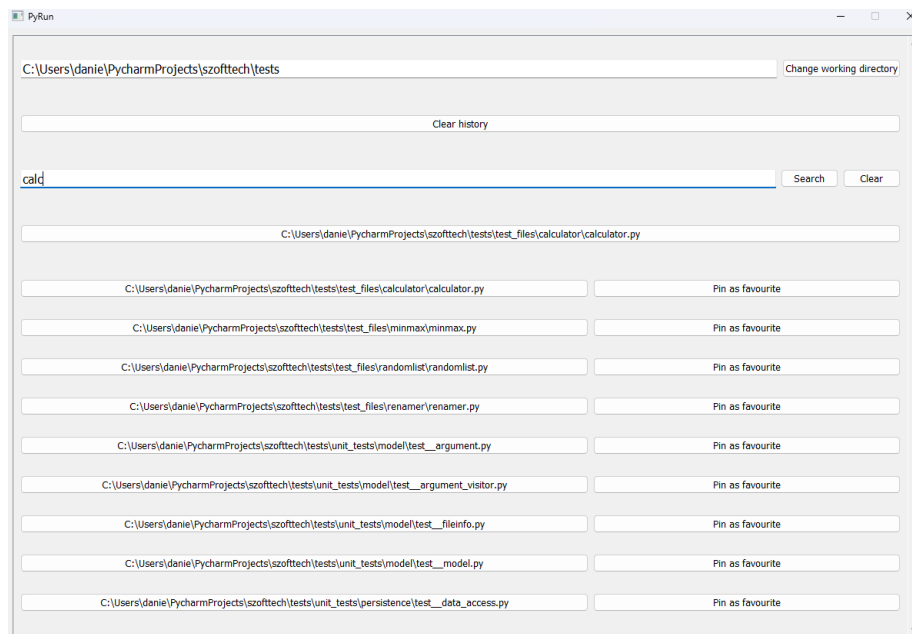 PyRun
C:\Users\danie\PycharmProjects\szofttech\tests Change working directory
Clear history
calc Search Clear
C:\Users\danie\PycharmProjects\szofttech\tests\test_files\calculator\calculator.py
C:\Users\danie\PycharmProjects\szofttech\tests\test_files\calculator\calculator.py Pin as favourite
C:\Users\danie\PycharmProjects\szofttech\tests\test_files\minmax\minmax.py Pin as favourite
C:\Users\danie\PycharmProjects\szofttech\tests\test_files\randomlist\randomlist.py Pin as favourite
C:\Users\danie\PycharmProjects\szofttech\tests\test_files\renamer\renamer.py Pin as favourite
C:\Users\danie\PycharmProjects\szofttech\tests\unit_tests\model\test__argument.py Pin as favourite
C:\Users\danie\PycharmProjects\szofttech\tests\unit_tests\model\test__argument_visitor.py Pin as favourite
C:\Users\danie\PycharmProjects\szofttech\tests\unit_tests\model\test__fileinfo.py Pin as favourite
C:\Users\danie\PycharmProjects\szofttech\tests\unit_tests\model\test__model.py Pin as favourite
C:\Users\danie\PycharmProjects\szofttech\tests\unit_tests\persistence\test__data_access.py Pin as favourite